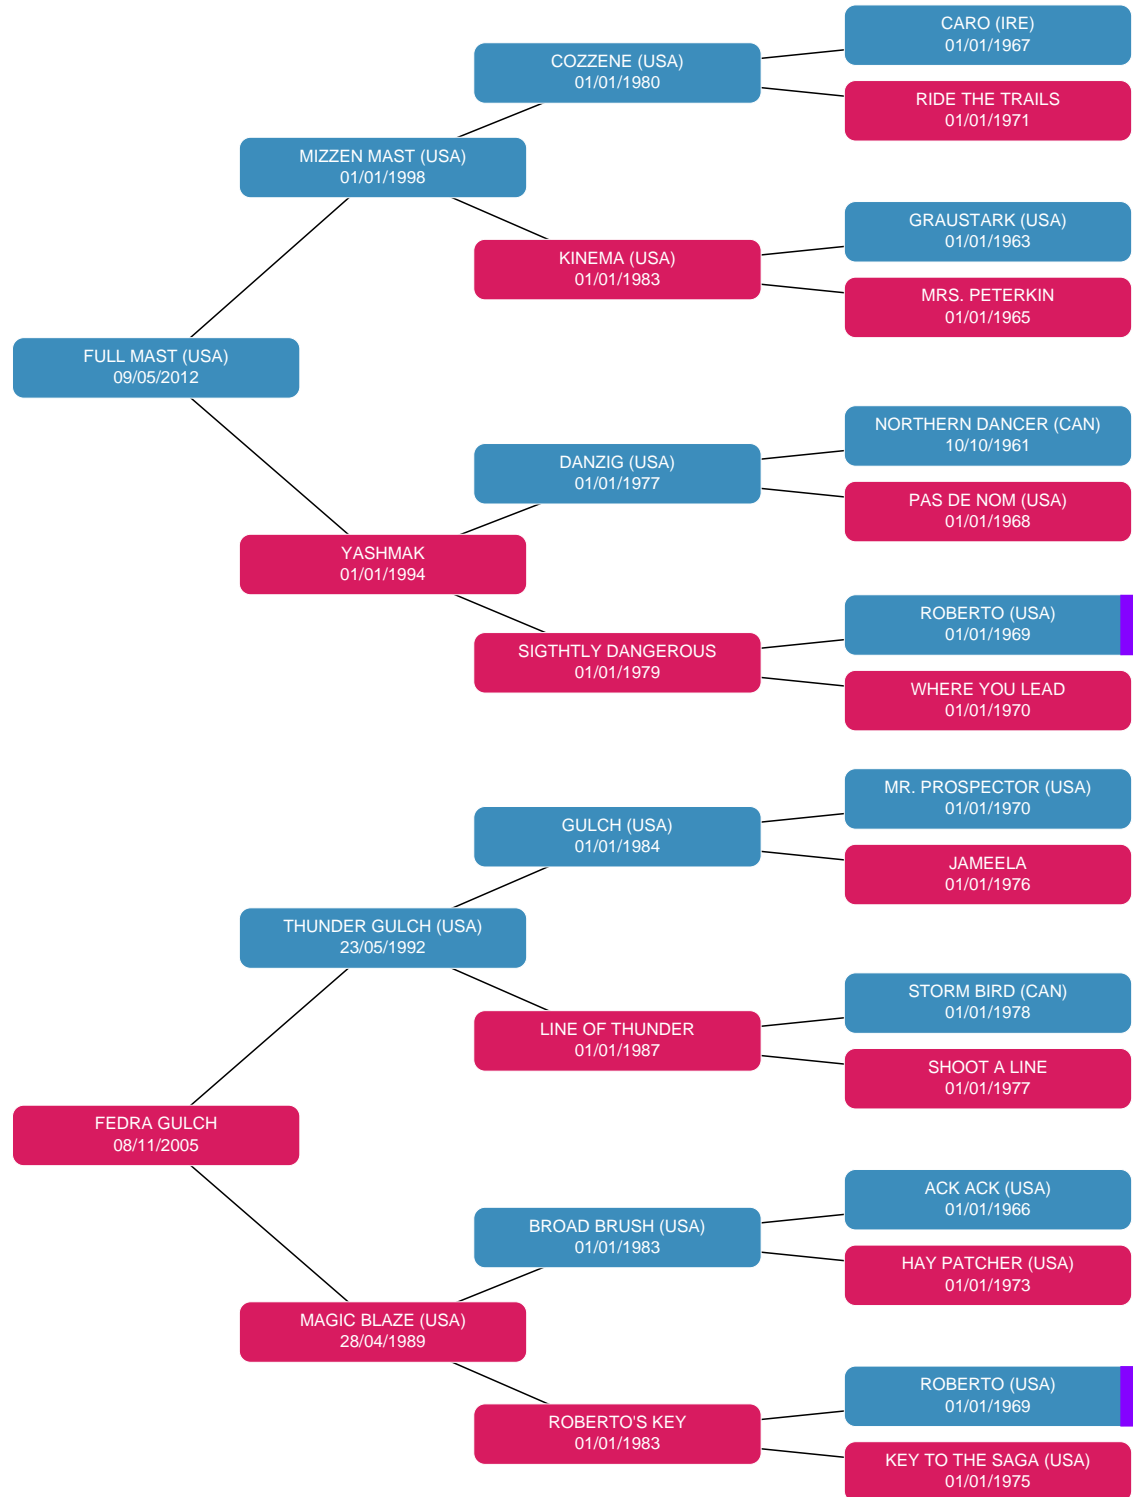 CARO (IRE)
01/01/1967
COZZENE (USA)
01/01/1980
RIDE THE TRAILS
01/01/1971
MIZZEN MAST (USA)
01/01/1998
GRAUSTARK (USA)
01/01/1963
KINEMA (USA)
01/01/1983
MRS. PETERKIN
01/01/1965
FULL MAST (USA)
09/05/2012
NORTHERN DANCER (CAN)
10/10/1961
DANZIG (USA)
01/01/1977
PAS DE NOM (USA)
01/01/1968
YASHMAK
01/01/1994
ROBERTO (USA)
01/01/1969
SIGTHTLY DANGEROUS
01/01/1979
WHERE YOU LEAD
01/01/1970
MR. PROSPECTOR (USA)
01/01/1970
GULCH (USA)
01/01/1984
JAMEELA
01/01/1976
THUNDER GULCH (USA)
23/05/1992
STORM BIRD (CAN)
01/01/1978
LINE OF THUNDER
01/01/1987
SHOOT A LINE
01/01/1977
FEDRA GULCH
08/11/2005
ACK ACK (USA)
01/01/1966
BROAD BRUSH (USA)
01/01/1983
HAY PATCHER (USA)
01/01/1973
MAGIC BLAZE (USA)
28/04/1989
ROBERTO (USA)
01/01/1969
ROBERTO'S KEY
01/01/1983
KEY TO THE SAGA (USA)
01/01/1975